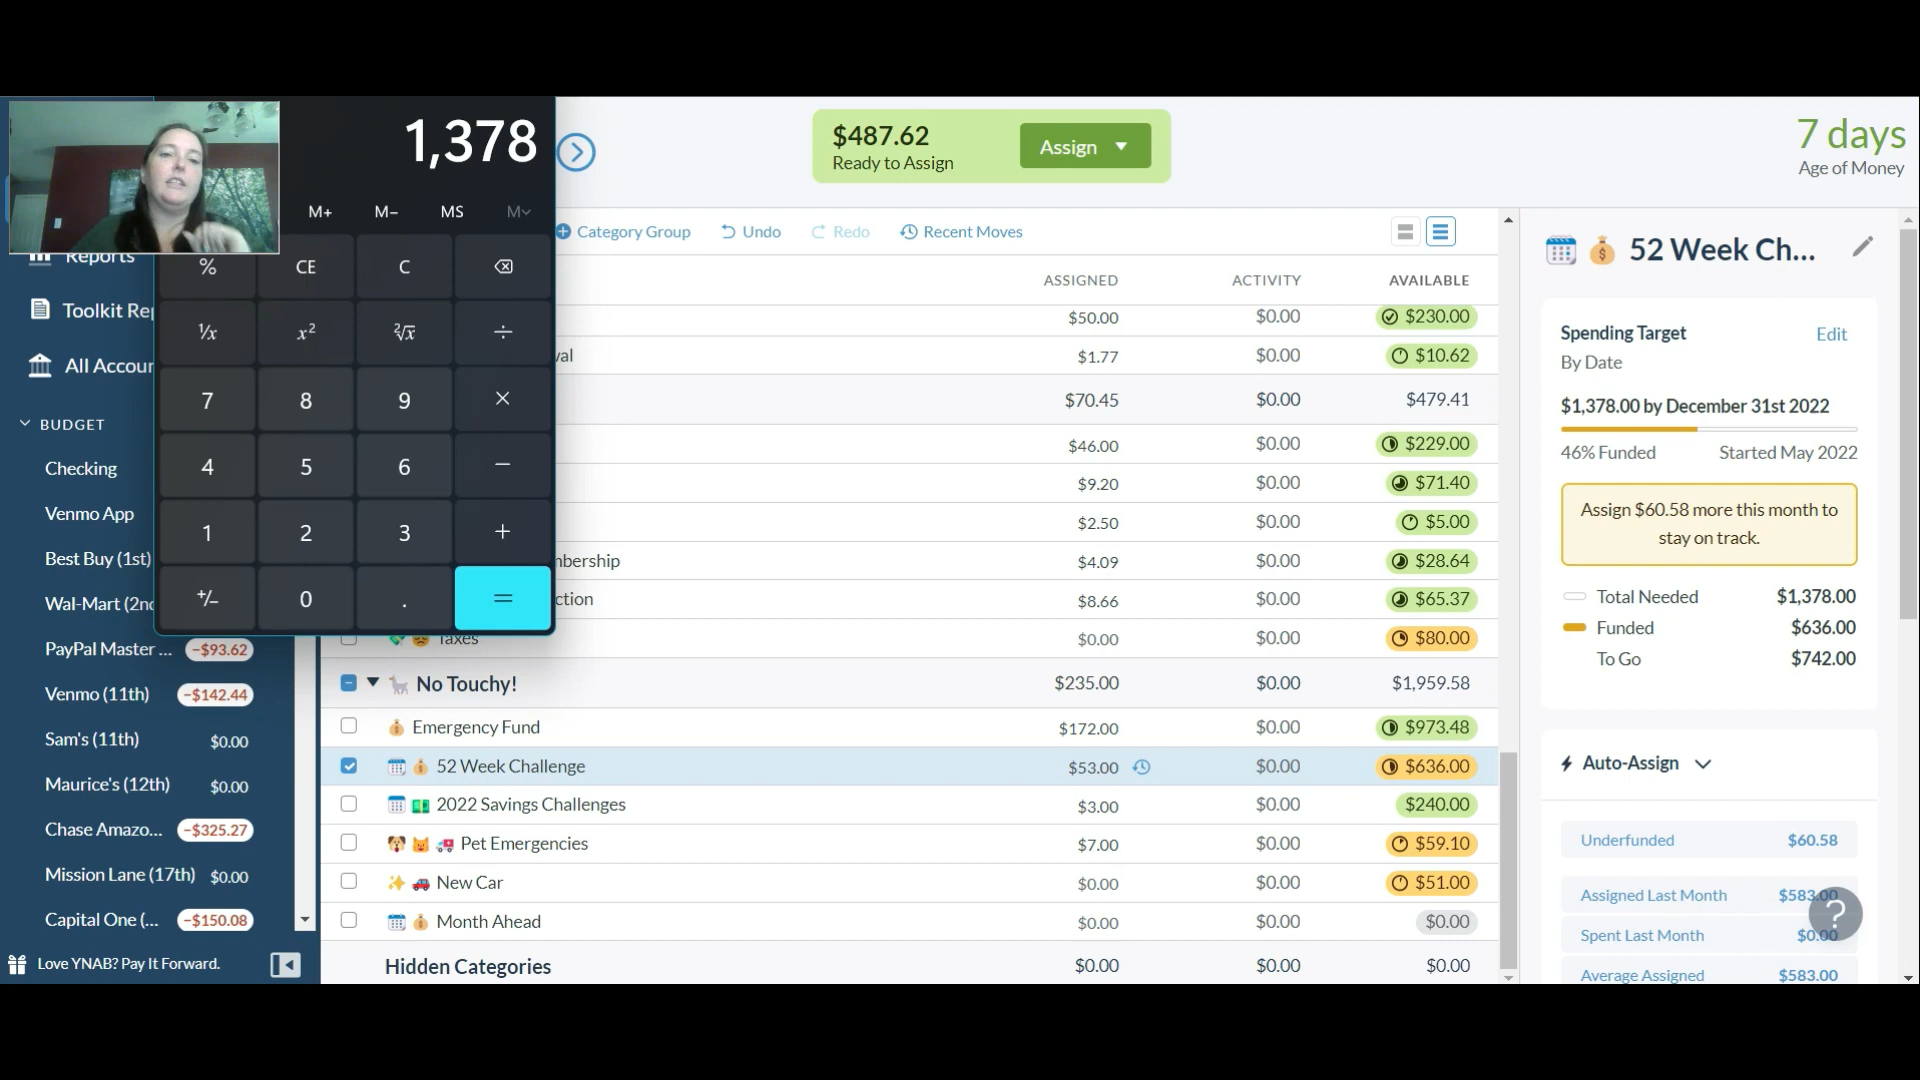 1,378
M+ M− MS M
% CE C
⅟x x² ²√x ÷
7 8 9 ×
4 5 6 −
1 2 3 +
+/− 0 . =
$487.62
Ready to Assign
Assign
7 days
Age of Money
Reports
Toolkit Rep
All Accoun
BUDGET
Checking
Venmo App
Best Buy (1st)
Wal-Mart (2nd
PayPal Master ... −$93.62
Venmo (11th) −$142.44
Sam's (11th) $0.00
Maurice's (12th) $0.00
Chase Amazo... −$325.27
Mission Lane (17th) $0.00
Capital One (... −$150.08
Love YNAB? Pay It Forward.
Category Group Undo Redo Recent Moves
ASSIGNED ACTIVITY AVAILABLE
$50.00 $0.00 $230.00
val $1.77 $0.00 $10.62
$70.45 $0.00 $479.41
$46.00 $0.00 $229.00
$9.20 $0.00 $71.40
$2.50 $0.00 $5.00
mbership $4.09 $0.00 $28.64
ction $8.66 $0.00 $65.37
Taxes $0.00 $0.00 $80.00
No Touchy! $235.00 $0.00 $1,959.58
Emergency Fund $172.00 $0.00 $973.48
52 Week Challenge $53.00 $0.00 $636.00
2022 Savings Challenges $3.00 $0.00 $240.00
Pet Emergencies $7.00 $0.00 $59.10
New Car $0.00 $0.00 $51.00
Month Ahead $0.00 $0.00 $0.00
Hidden Categories $0.00 $0.00 $0.00
52 Week Ch...
Spending Target Edit
By Date
$1,378.00 by December 31st 2022
46% Funded Started May 2022
Assign $60.58 more this month to
stay on track.
Total Needed $1,378.00
Funded $636.00
To Go $742.00
Auto-Assign
Underfunded $60.58
Assigned Last Month $583.00
Spent Last Month $0.00
Average Assigned $583.00
?